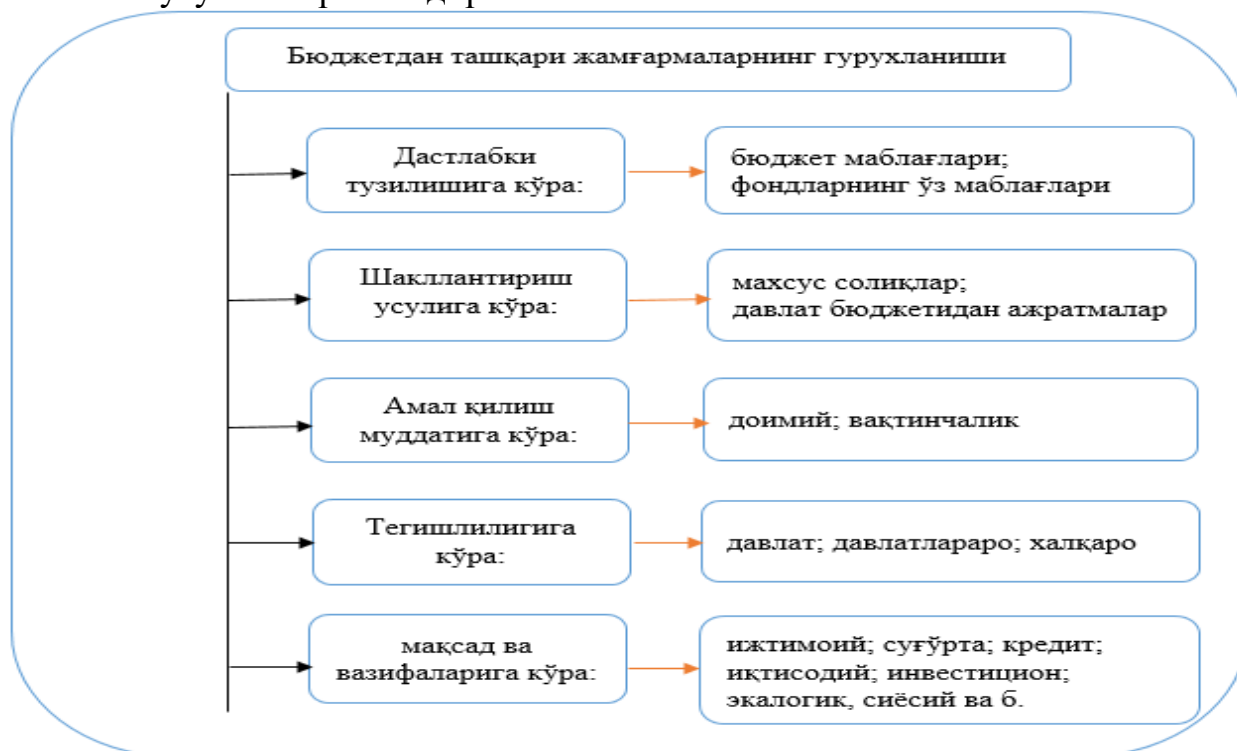 Бюджетдан ташқари жамғармаларнинг гурухланиши
Дастлабки
тузилишига кўра:
бюджет маблағлари;
фондларнинг ўз маблағлари
Шакллантириш
усулига кўра:
махсус солиқлар;
давлат бюджетидан ажратмалар
Амал қилиш
муддатига кўра:
доимий; вақтинчалик
Тегишлилигига
кўра:
давлат; давлатлараро; халқаро
мақсад ва
вазифаларига кўра:
ижтимоий; суғўрта; кредит;
иқтисодий; инвестицион;
экалогик, сиёсий ва б.